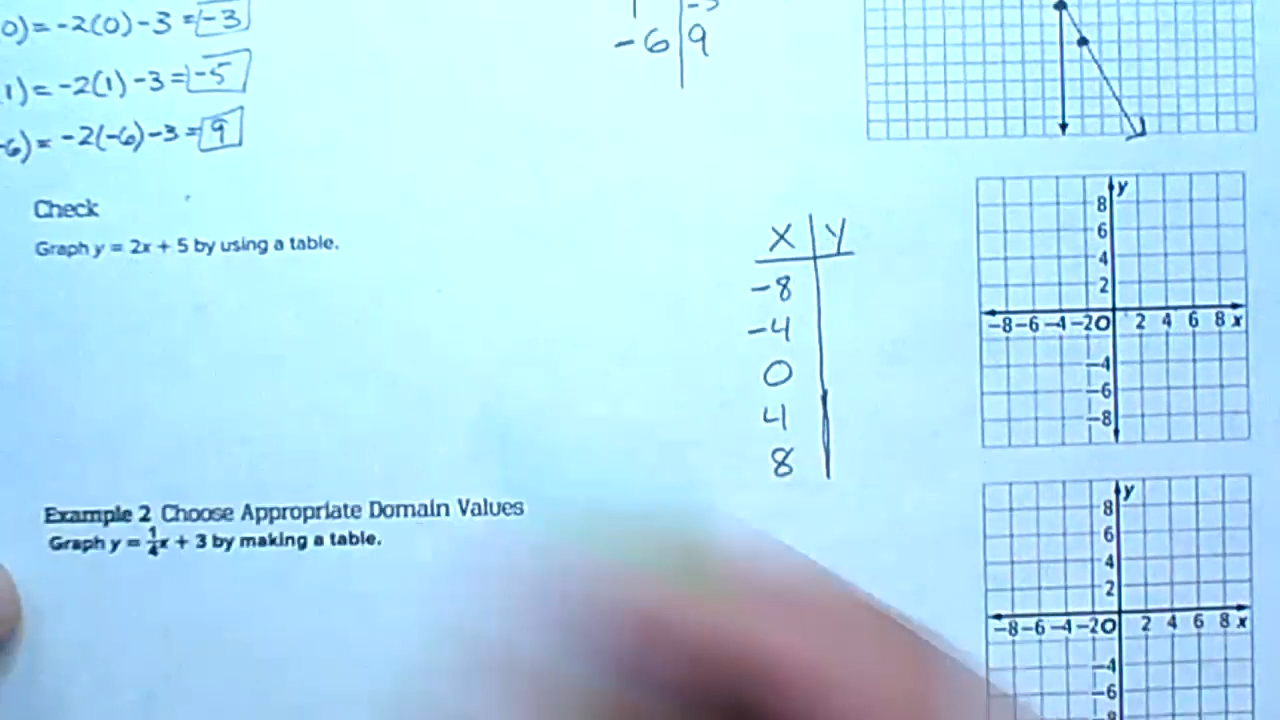 0) = -2(0) -3 = -3
1) = -2(1) -3 = -5
-6) = -2(-6) -3 = 9
-6 9
Check
Graph y = 2x + 5 by using a table.
X Y
-8
-4
0
4
8
y
8
6
4
2
-8 -6 -4 -2 O 2 4 6 8 x
-4
-6
-8
Example 2 Choose Appropriate Domain Values
Graph y = 1/4x + 3 by making a table.
y
8
6
4
2
-8 -6 -4 -2 O 2 4 6 8 x
-4
-6